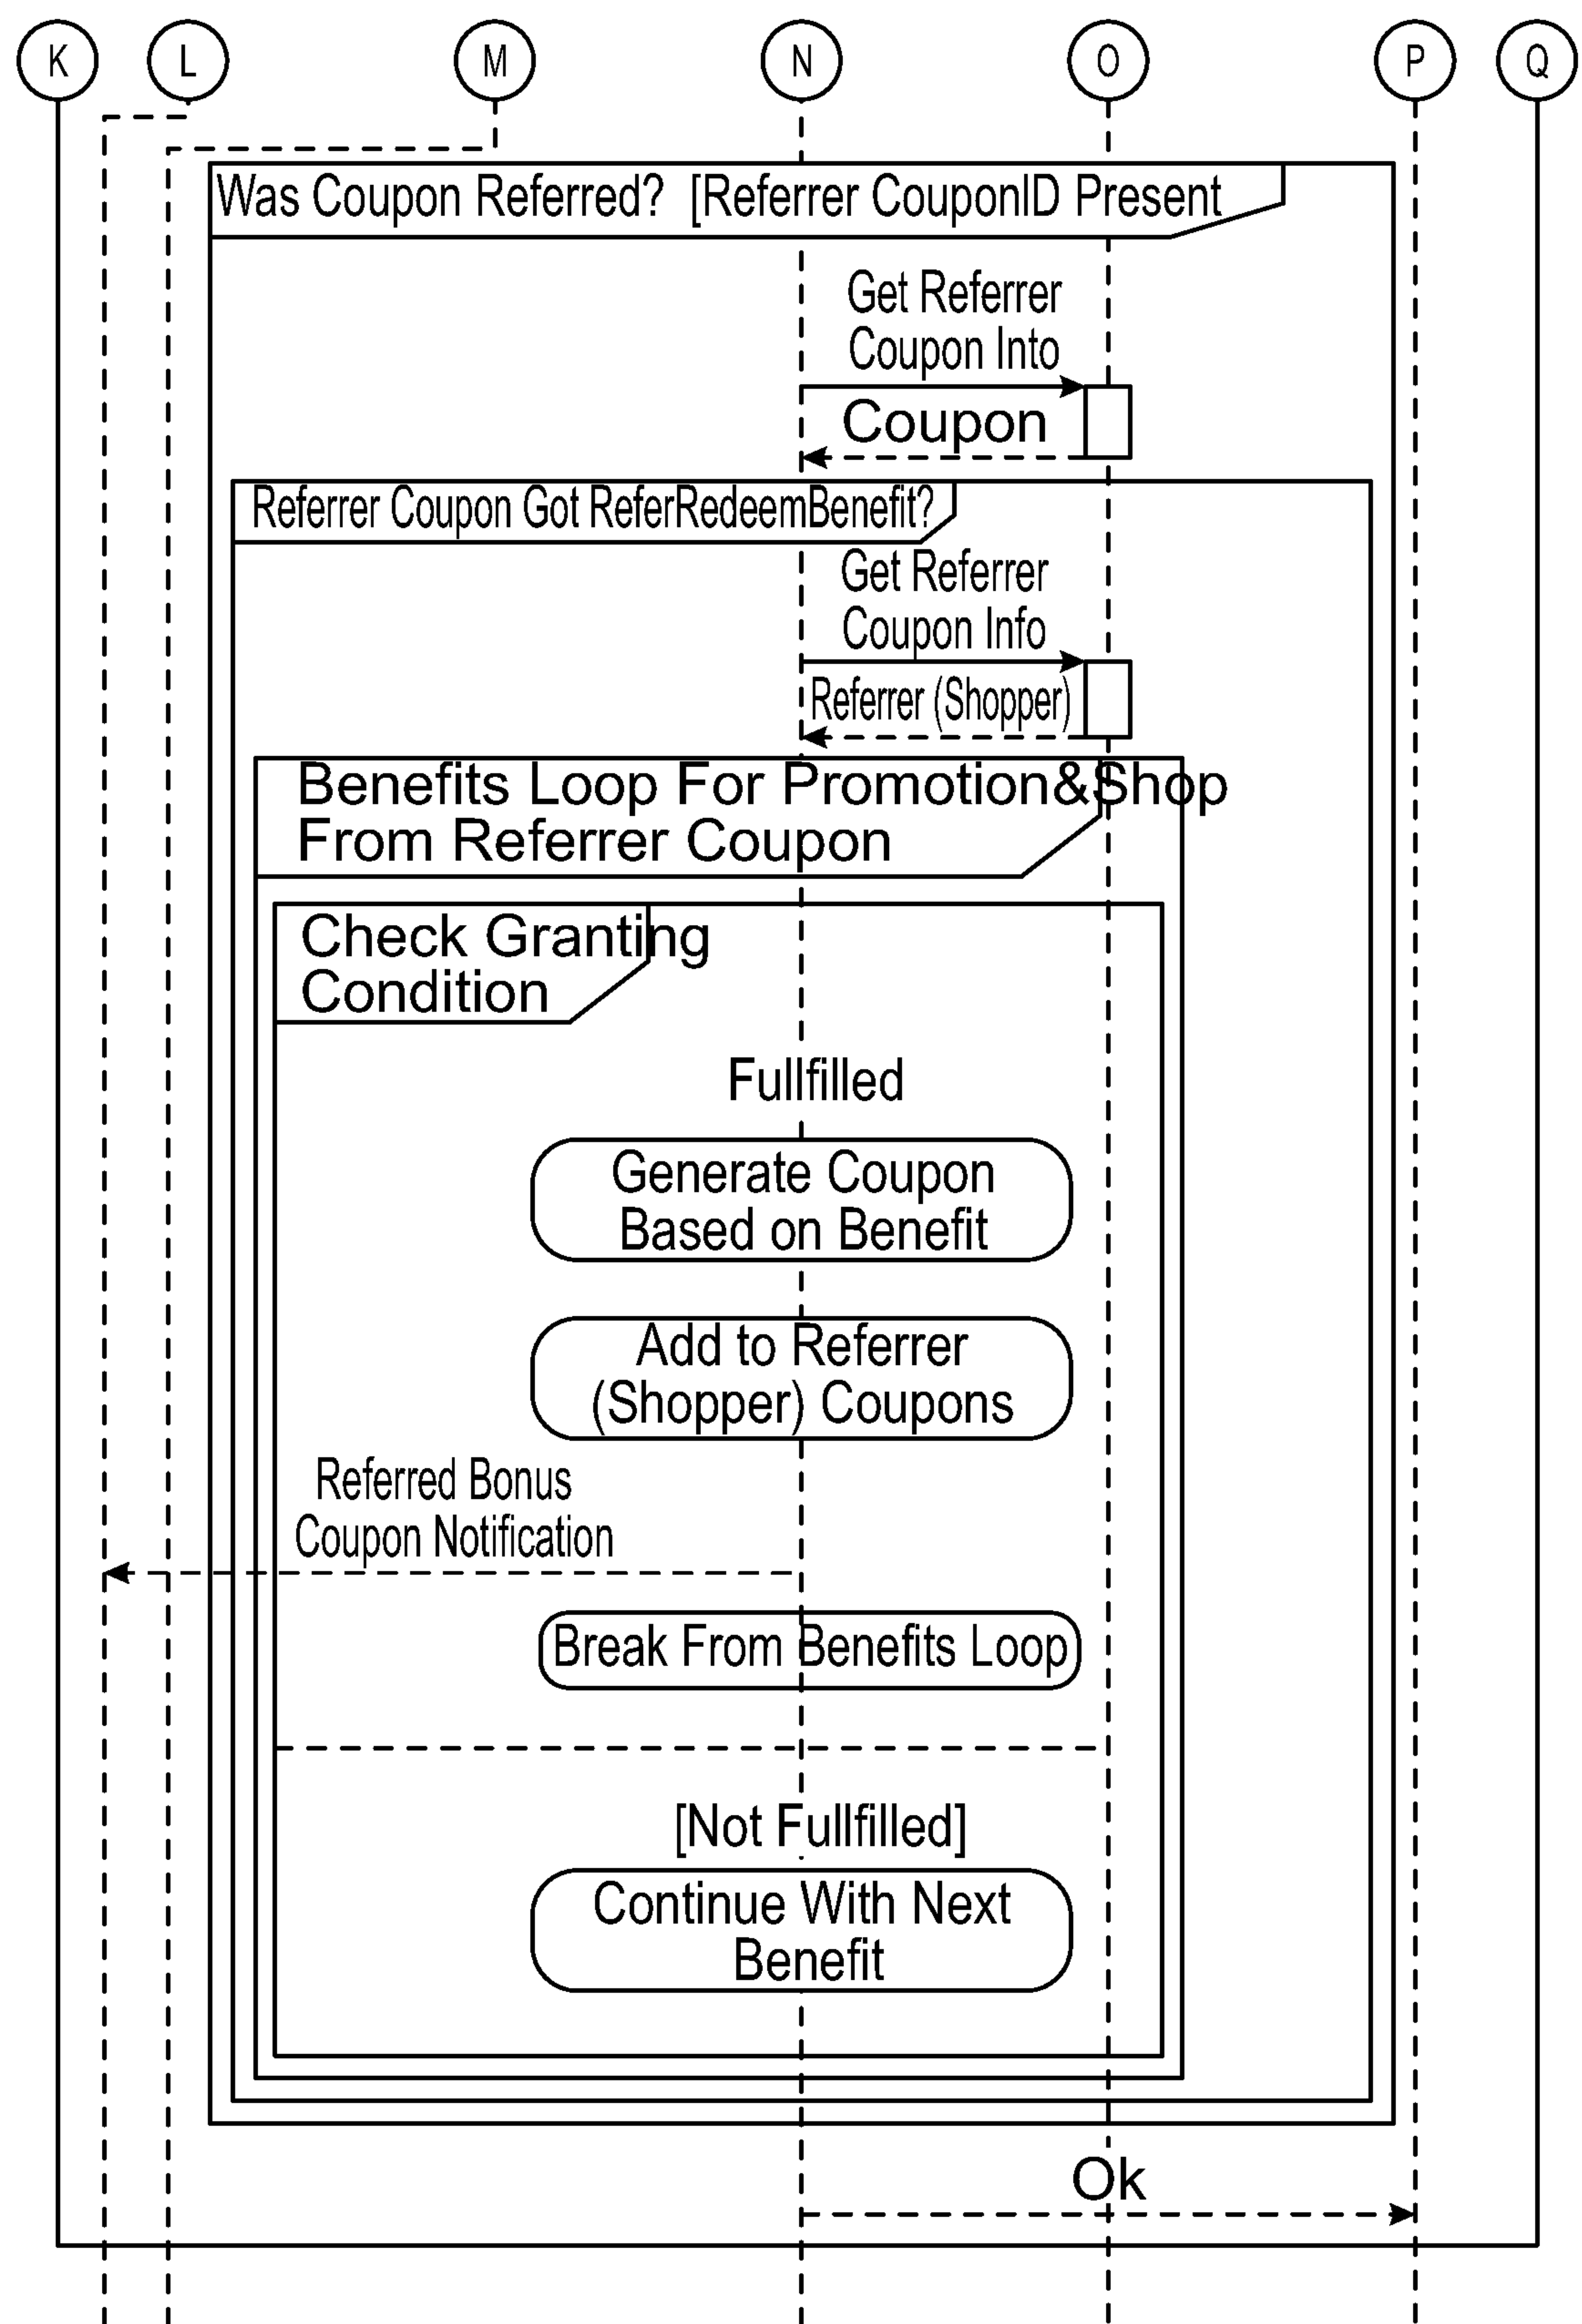 K L M N O P Q
Was Coupon Referred? [Referrer CouponID Present
Get Referrer
Coupon Into
Coupon
Referrer Coupon Got ReferRedeemBenefit?
Get Referrer
Coupon Info
Referrer (Shopper)
Benefits Loop For Promotion&Shop
From Referrer Coupon
Check Granting
Condition
Fullfilled
Generate Coupon
Based on Benefit
Add to Referrer
(Shopper) Coupons
Referred Bonus
Coupon Notification
Break From Benefits Loop
[Not Fullfilled]
Continue With Next
Benefit
Ok